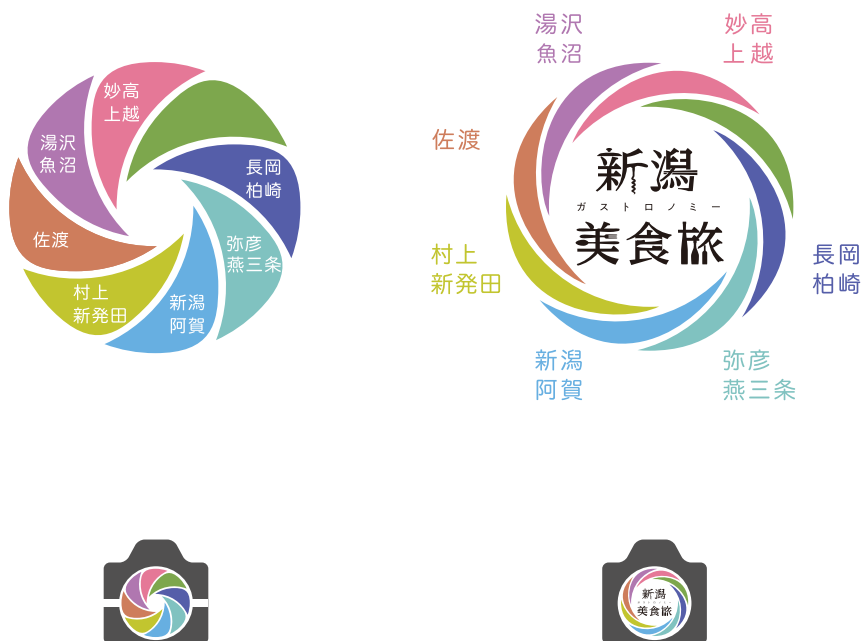 妙高
上越
湯沢
魚沼
長岡
柏崎
佐渡
弥彦
燕三条
村上
新発田
新潟
阿賀
湯沢
魚沼
妙高
上越
佐渡
新潟
ガストロノミー
美食旅
村上
新発田
長岡
柏崎
新潟
阿賀
弥彦
燕三条
新潟
美食旅